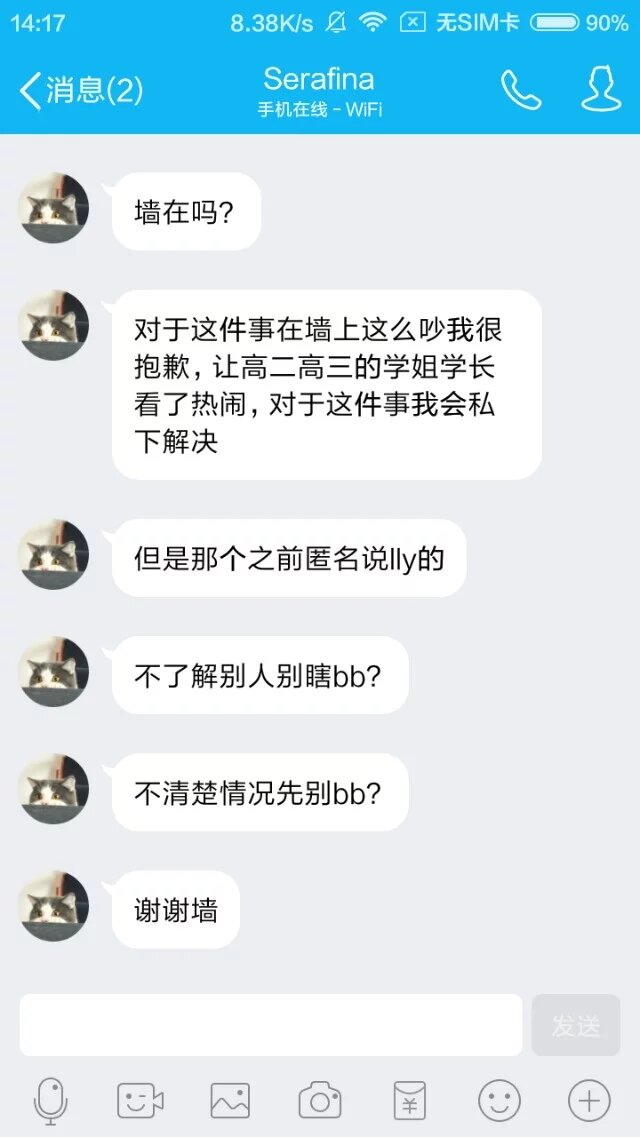 14:17 8.38K/s 无SIM卡 90%
消息(2) Serafina
手机在线 - WiFi
墙在吗?
对于这件事在墙上这么吵我很
抱歉,让高二高三的学姐学长
看了热闹,对于这件事我会私
下解决
但是那个之前匿名说lly的
不了解别人别瞎bb?
不清楚情况先别bb?
谢谢墙
发送